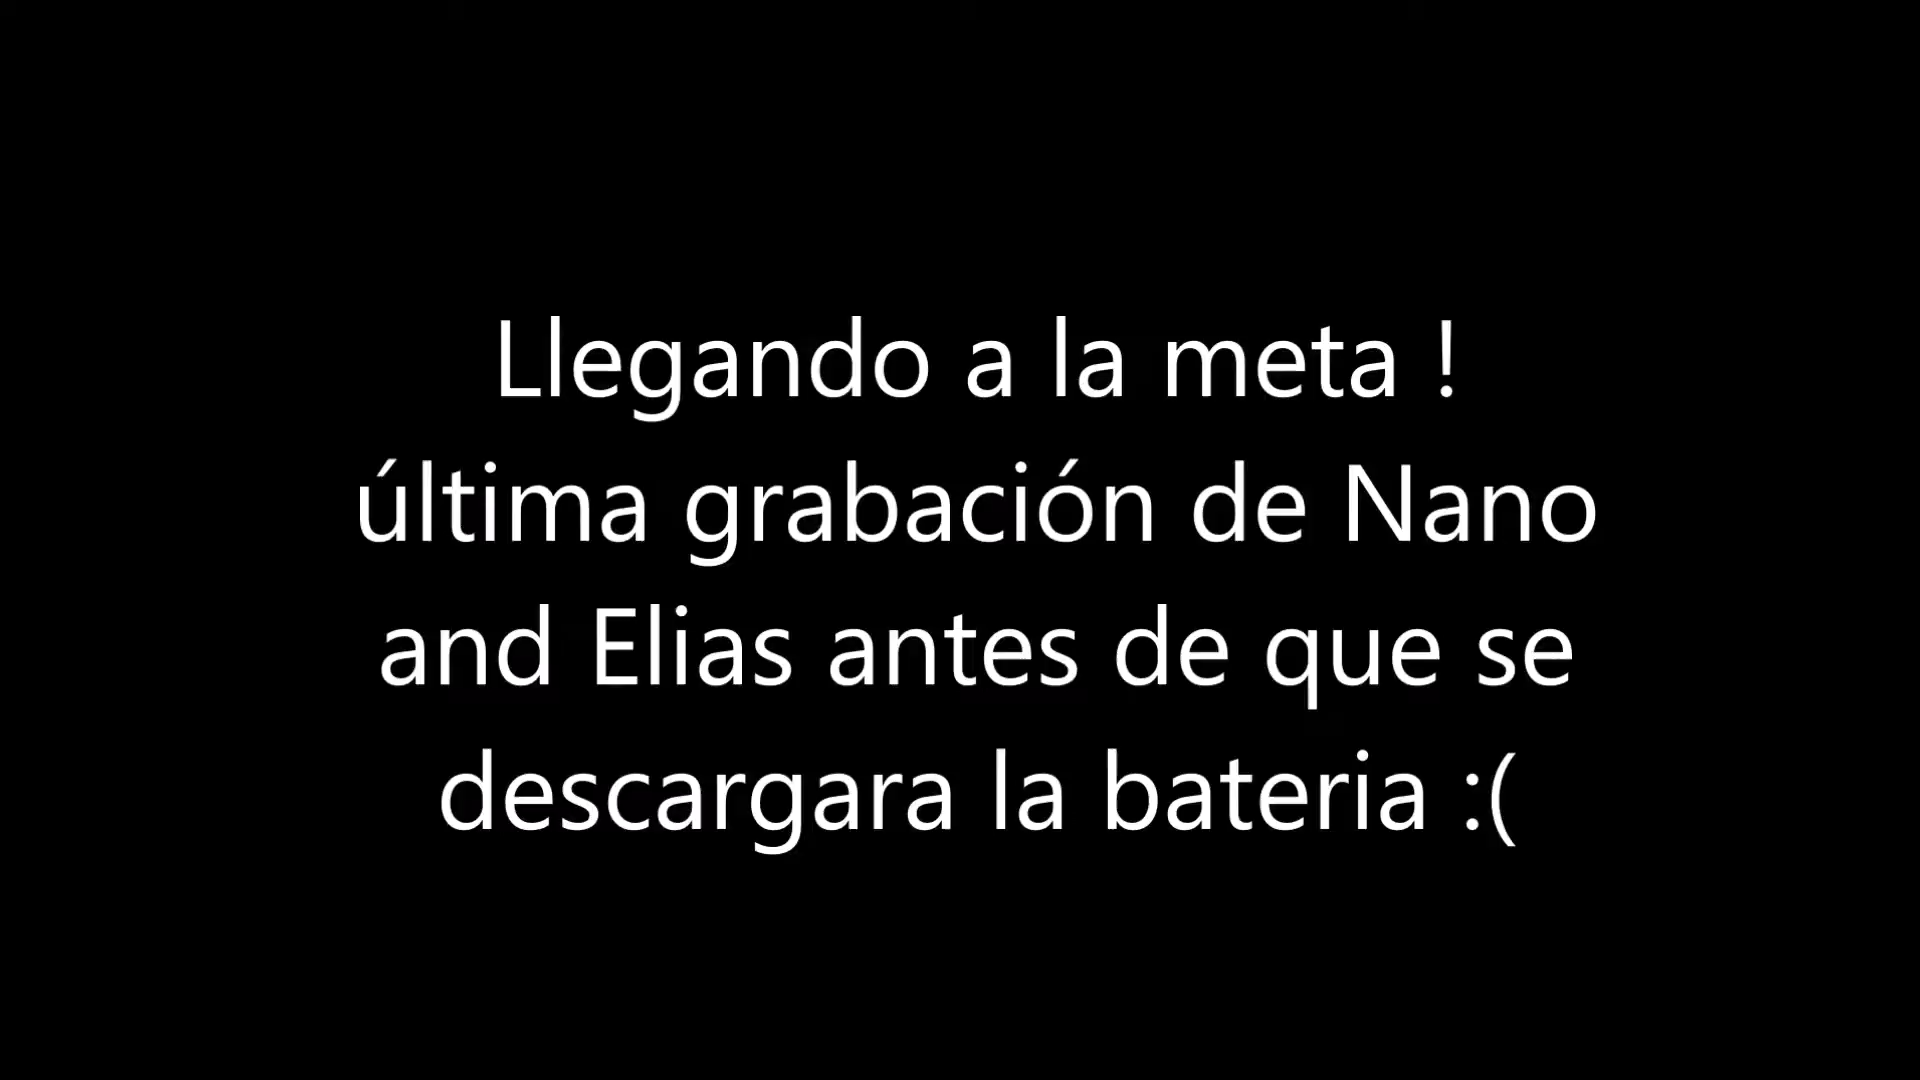 Llegando a la meta !
última grabación de Nano
and Elias antes de que se
descargara la bateria :(